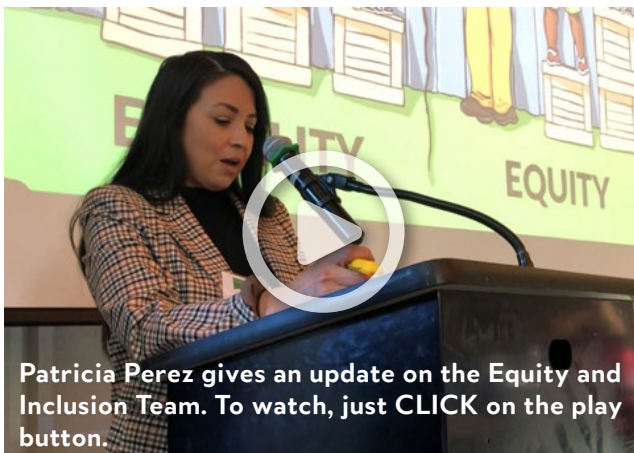 EQUITY
Patricia Perez gives an update on the Equity and
Inclusion Team. To watch, just CLICK on the play
button.